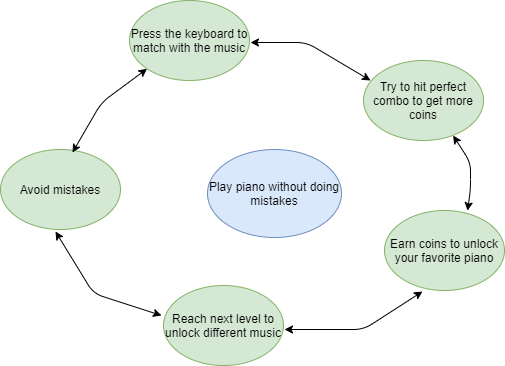 Press the keyboard to
match with the music
Try to hit perfect
combo to get more
coins
Avoid mistakes
Play piano without doing
mistakes
Earn coins to unlock
your favorite piano
Reach next level to
unlock different music